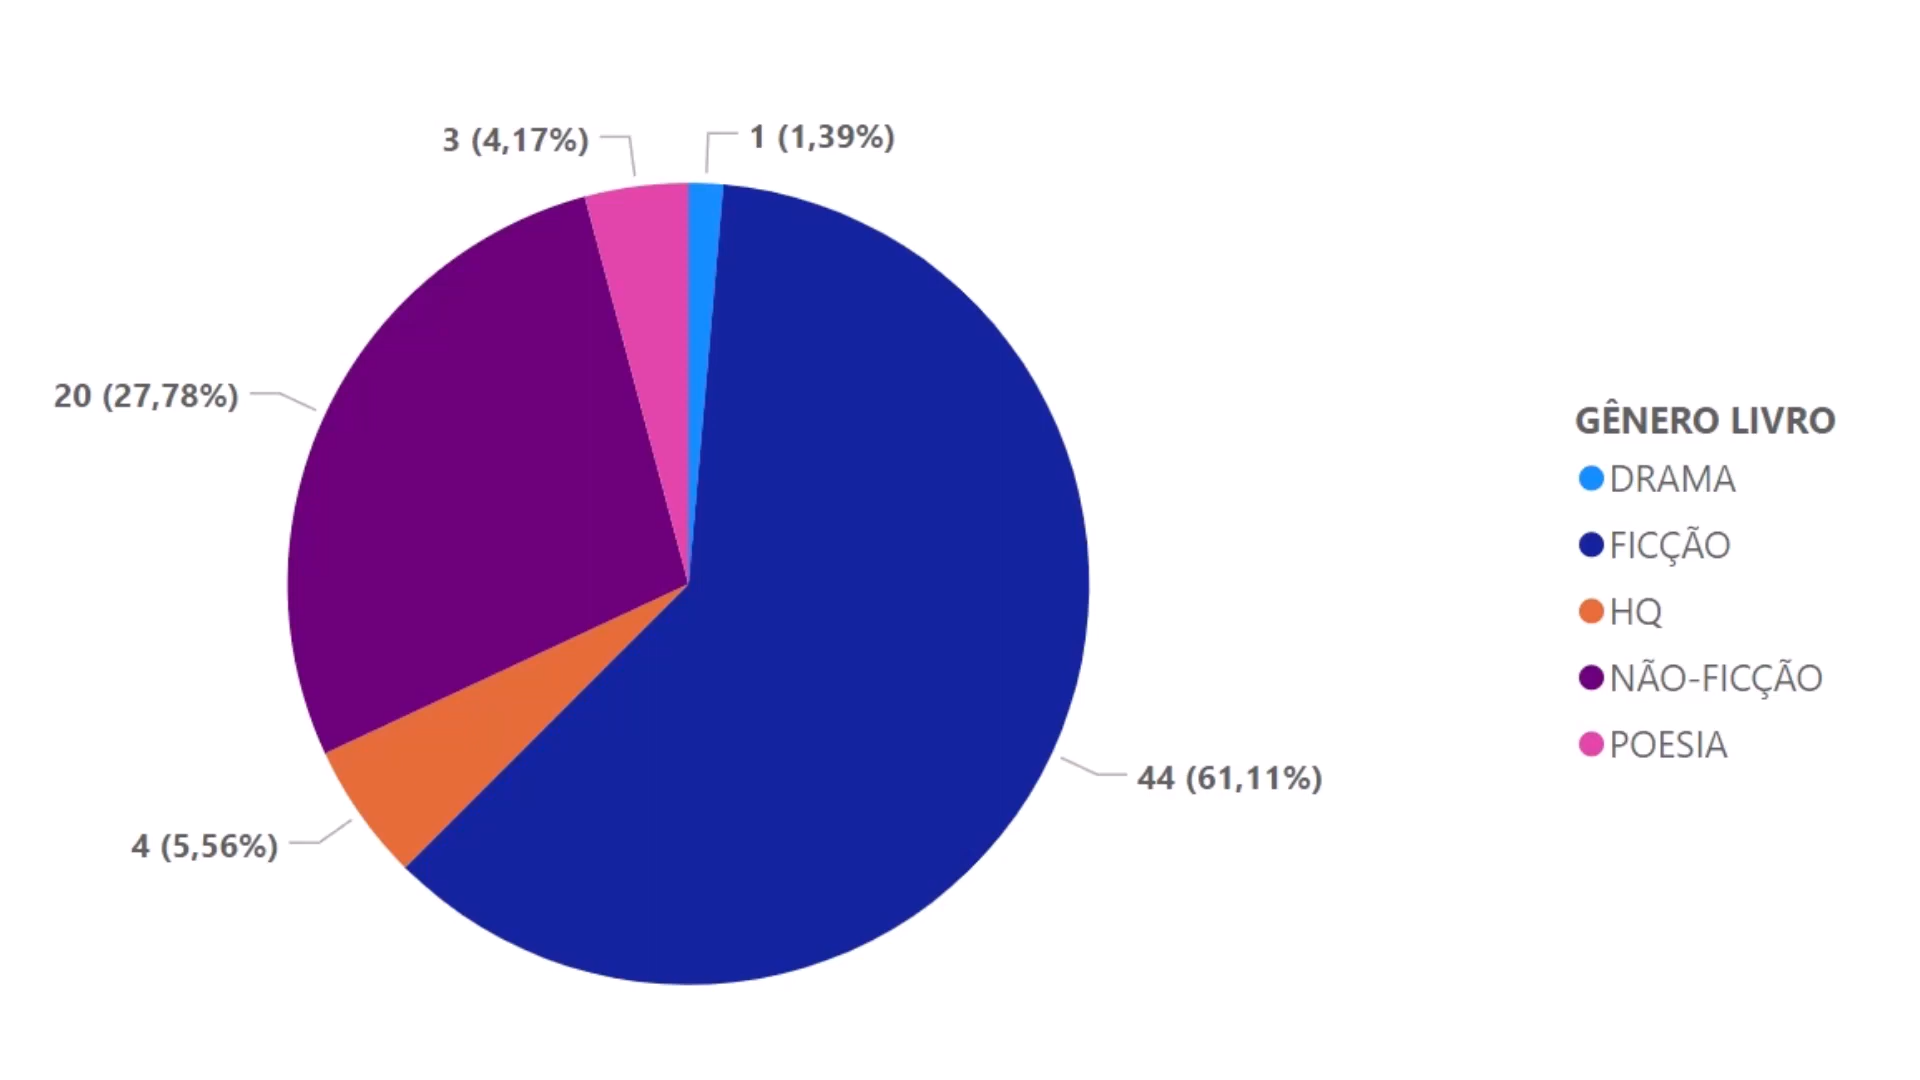 3 (4,17%)
1 (1,39%)
20 (27,78%)
44 (61,11%)
4 (5,56%)
GÊNERO LIVRO
DRAMA
FICÇÃO
HQ
NÃO-FICÇÃO
POESIA